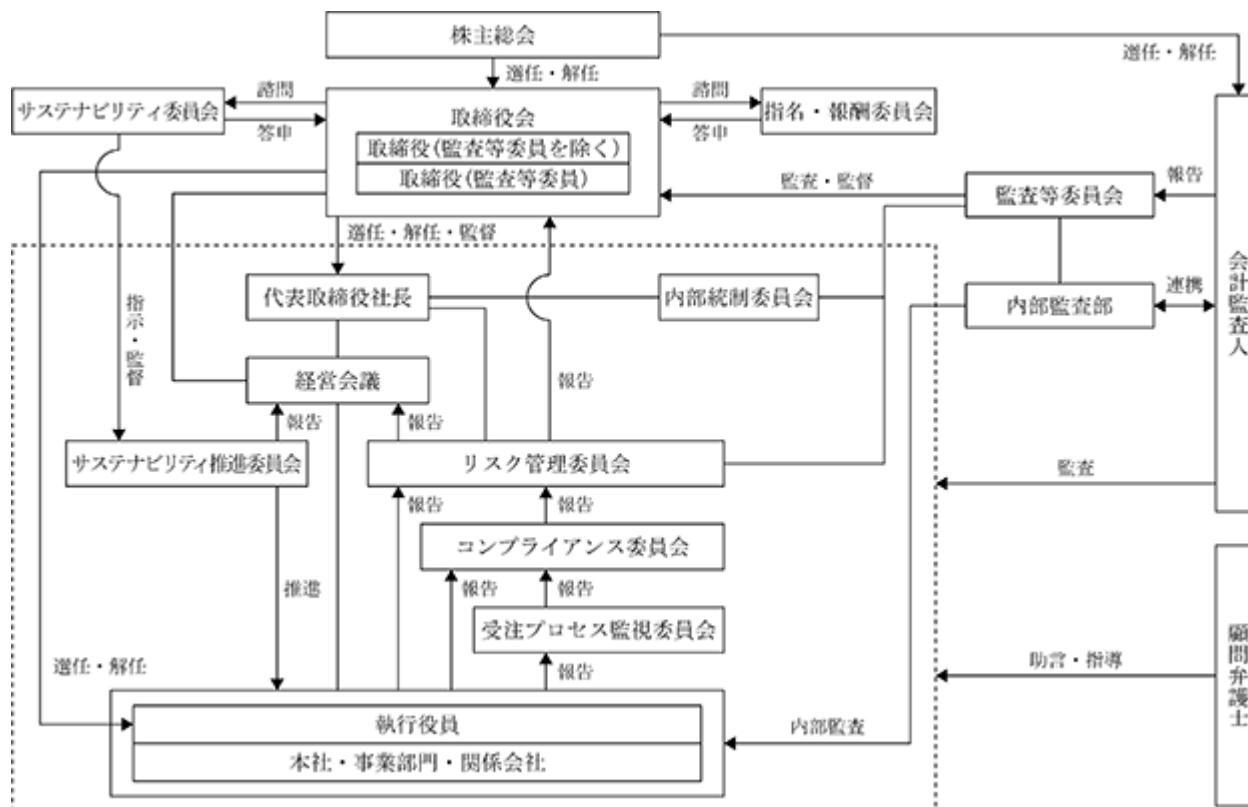 株主総会
選任・解任
選任・解任
サステナビリティ委員会
諮問
答申
取締役会
取締役(監査等委員を除く)
取締役(監査等委員)
諮問
答申
指名・報酬委員会
監査・監督
監査等委員会
報告
会計監査人
選任・解任・監督
代表取締役社長
内部統制委員会
内部監査部
連携
指示・監督
経営会議
報告
報告
報告
サステナビリティ推進委員会
リスク管理委員会
監査
報告
報告
コンプライアンス委員会
推進
報告
報告
受注プロセス監視委員会
選任・解任
報告
助言・指導
顧問弁護士
執行役員
内部監査
本社・事業部門・関係会社